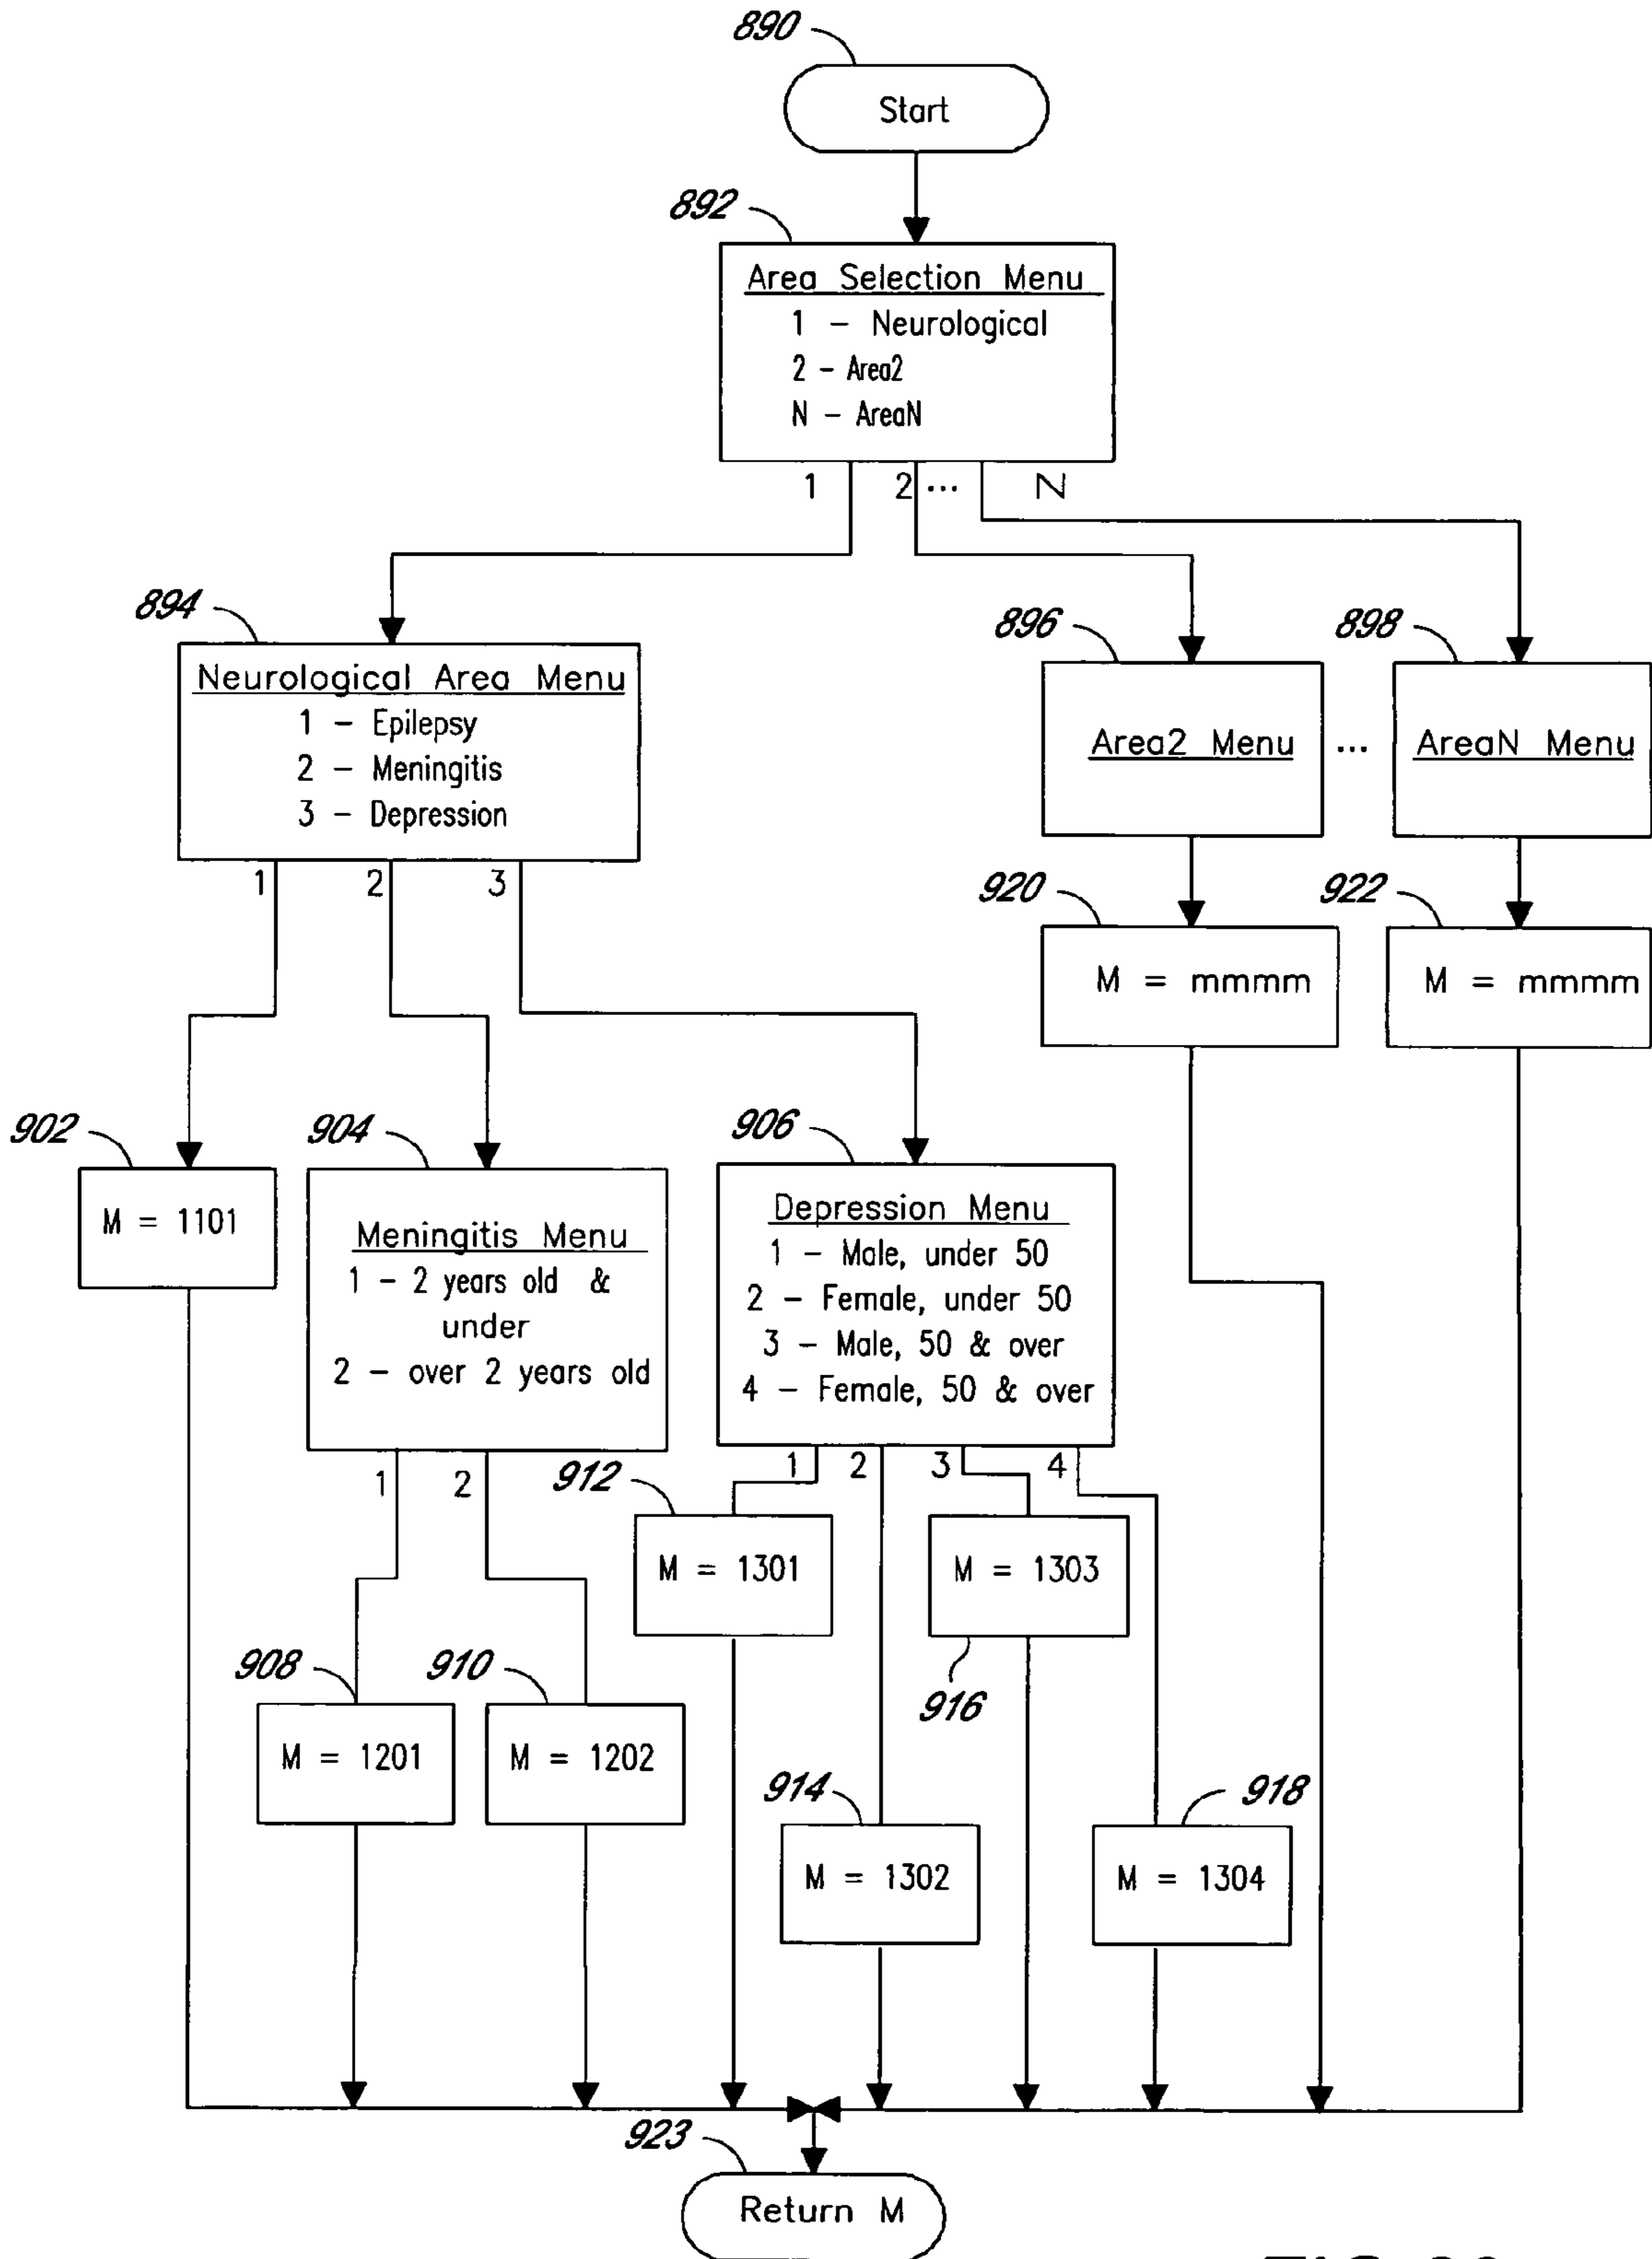 890
Start
892
Area Selection Menu
1 - Neurological
2 - Area2
N - AreaN
1
2
...
N
894
896
898
Neurological Area Menu
1 - Epilepsy
2 - Meningitis
3 - Depression
Area2 Menu
...
AreaN Menu
1
2
3
920
922
M = mmmm
M = mmmm
902
904
906
M = 1101
Meningitis Menu
1 - 2 years old &
under
2 - over 2 years old
Depression Menu
1 - Male, under 50
2 - Female, under 50
3 - Male, 50 & over
4 - Female, 50 & over
1
2
1
2
3
4
912
M = 1301
M = 1303
908
910
916
M = 1201
M = 1202
914
918
M = 1302
M = 1304
923
Return M